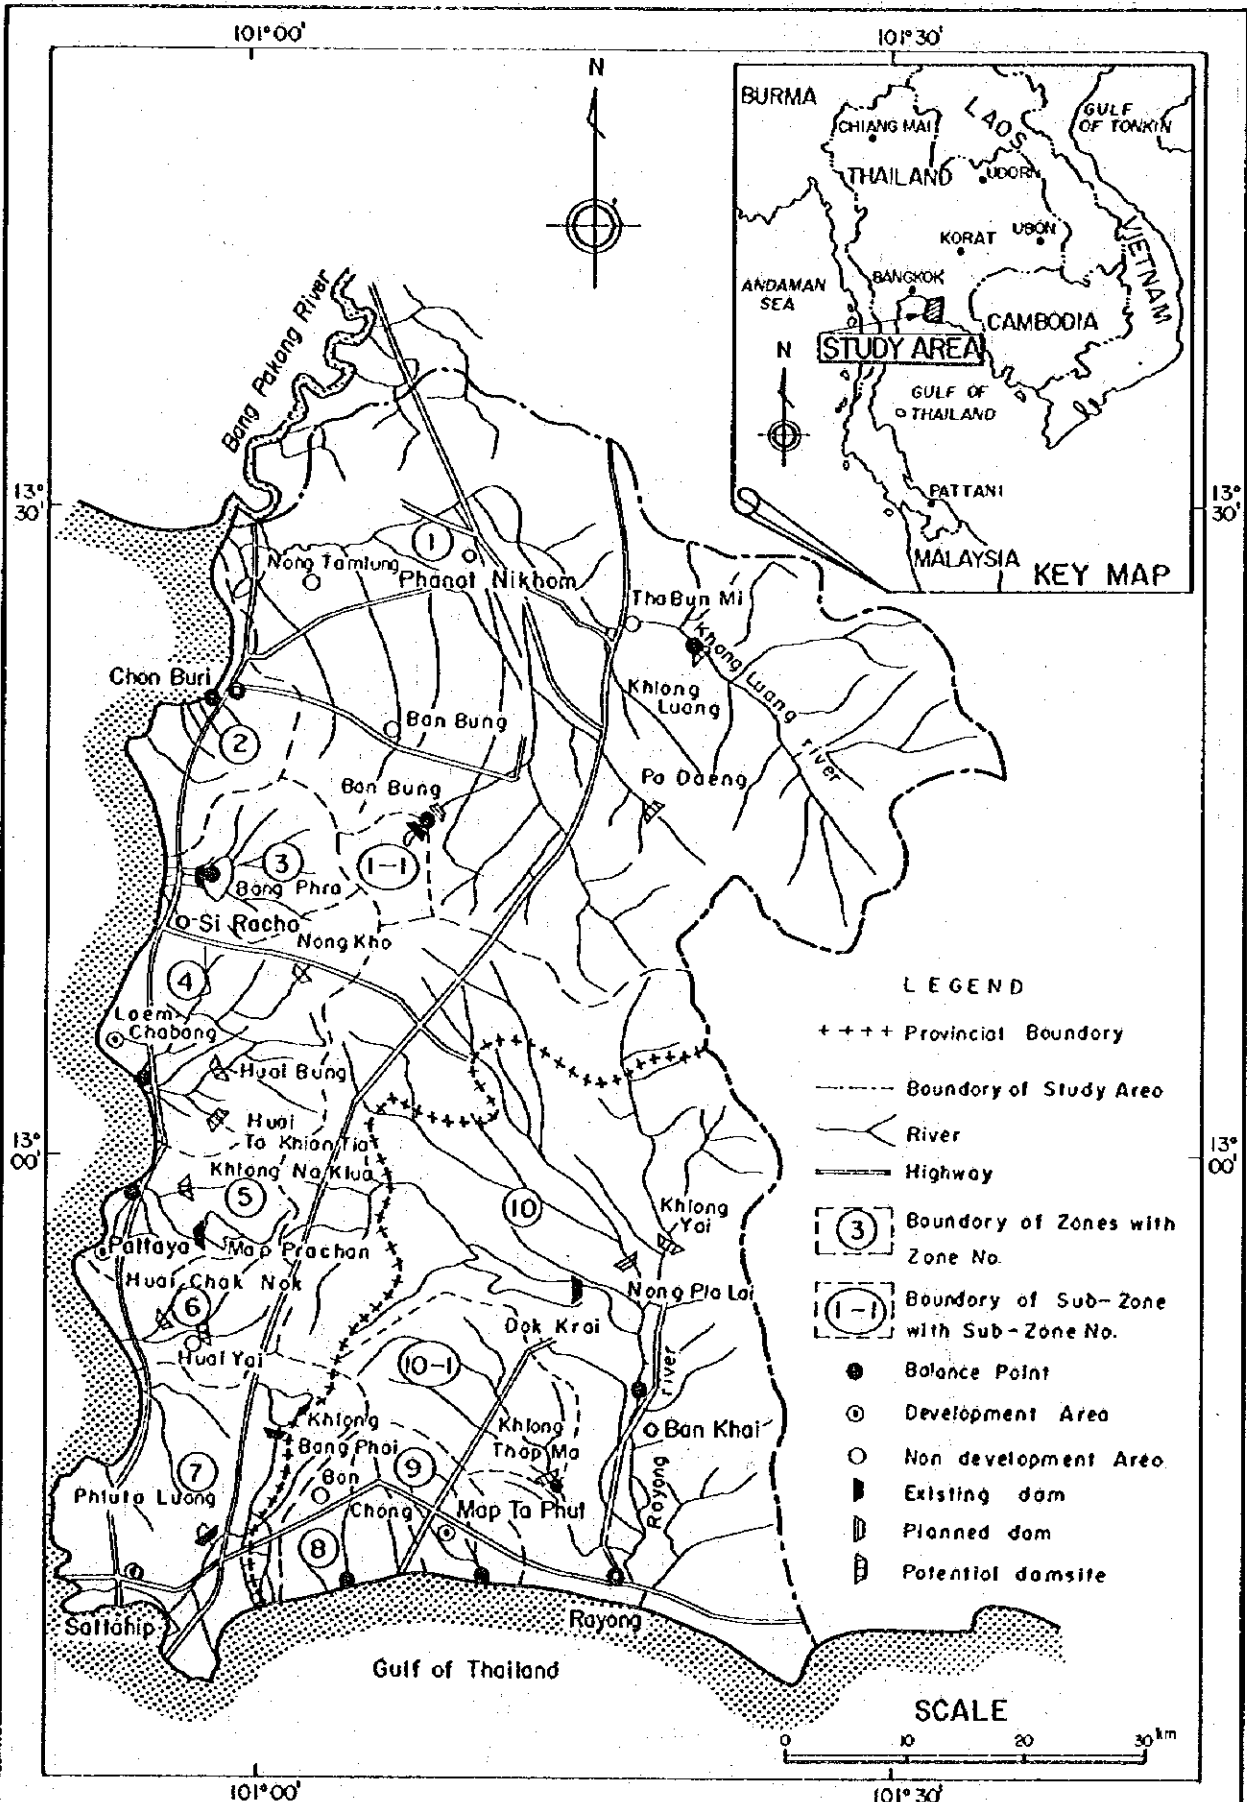 101°00'
101°30'
N
BURMA
CHIANG MAI
LAOS
GULF
OF TONKIN
THAILAND
UDORN
UBON
KORAT
VIETNAM
BANGKOK
ANDAMAN
SEA
CAMBODIA
N
STUDY AREA
GULF OF
THAILAND
PATTANI
MALAYSIA
KEY MAP
Bang Pakong River
13°
30'
13°
30'
1
Nong Tamlung
Phanat Nikhom
Tha Bun Mi
Khong Luang
river
Chon Buri
Khlong
Luang
2
Ban Bung
Ban Bung
Pa Daeng
3
1-1
Bang Phra
Si Racha
Nong Kho
4
Laem
Chabang
Huai Bung
Huai
Ta Khian Tia
13°
00'
13°
00'
Khlong Na Klua
5
10
Khlong
Yai
Pattaya
Map Prachan
Huai Chak Nok
Nong Pla Lai
6
Dok Krai
Huai Yai
10-1
river
Khlong
Bang Phai
Khlong
Thap Ma
Ban Khai
7
Ban
Chang
9
Phluta Luang
Map Ta Phut
Rayong
8
Sattahip
Rayong
Gulf of Thailand
LEGEND
Provincial Boundary
Boundary of Study Area
River
Highway
3
Boundary of Zones with
Zone No.
1-1
Boundary of Sub-Zone
with Sub-Zone No.
Balance Point
Development Area
Non development Area
Existing dam
Planned dam
Potential damsite
SCALE
0 10 20 30 km
101°00'
101°30'